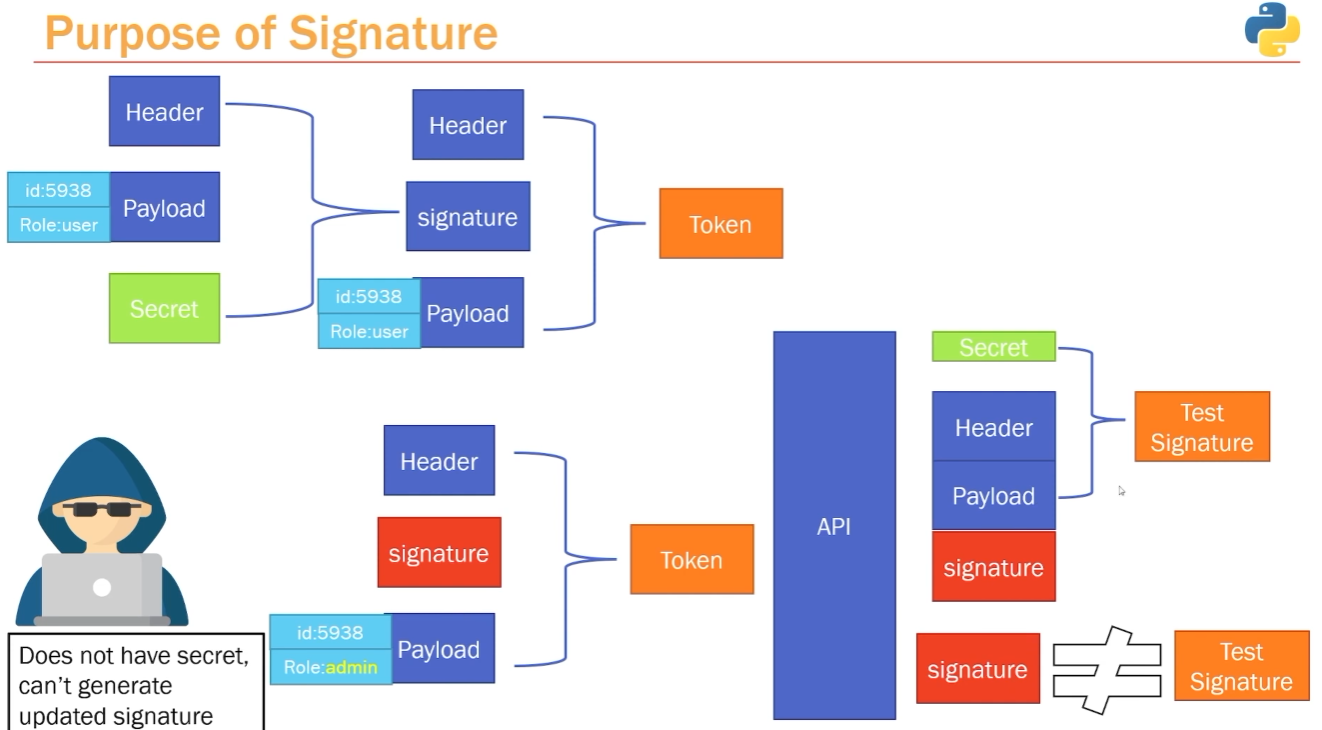 Purpose of Signature
Header
id:5938
Role:user
Payload
Secret
Header
signature
id:5938
Role:user
Payload
Token
Does not have secret,
can't generate
updated signature
Header
signature
id:5938
Role:admin
Payload
Token
API
Secret
Header
Payload
signature
Test
Signature
signature
Test
Signature